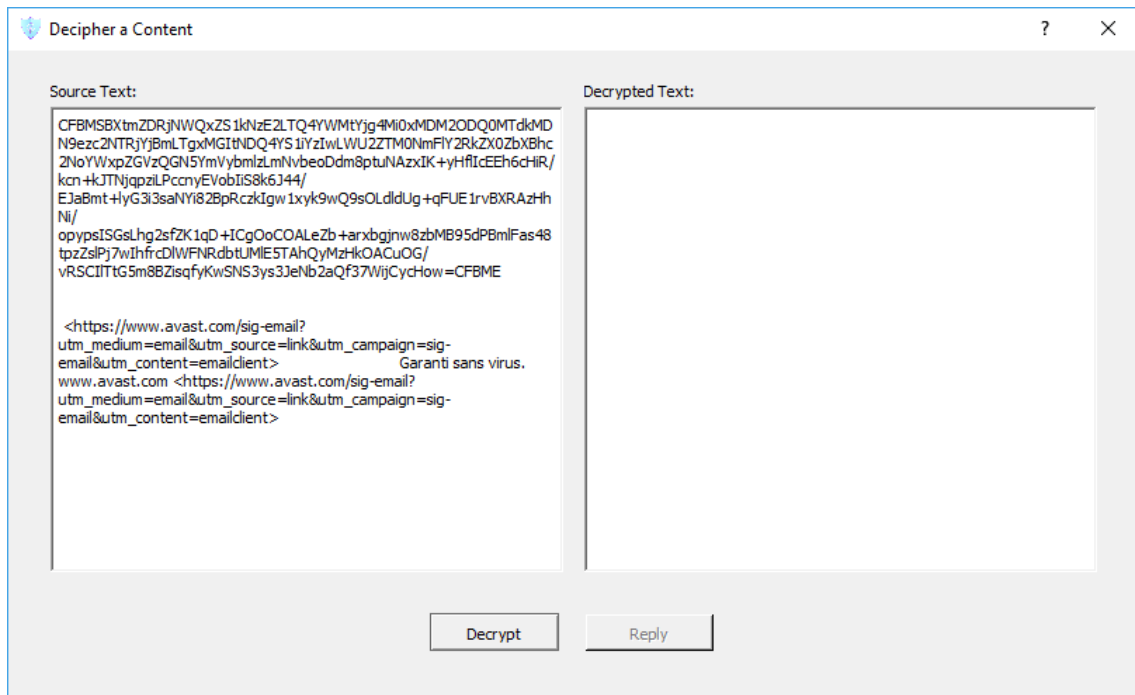 Decipher a Content
?
Source Text:
Decrypted Text:
CFBMSBXtmZDRjNWQxZS1kNzE2LTQ4YWMtYjg4Mi0xMDM2ODQ0MTdkMD
N9ezc2NTRjYjBmLTgxMGItNDQ4YS1iYzIwLWU2ZTM0NmFlY2RkZX0ZbXBhc
2NoYWxpZGVzQGN5YmVybmlzLmNvbeoDdm8ptuNAzxIK+yHflIcEEh6cHiR/
kcn+kJTNjqpziLPccnyEVobIiS8k6J44/
EJaBmt+lyG3i3saNYi82BpRczkIgw1xyk9wQ9sOLdldUg+qFUE1rvBXRAzHh
Ni/
opypsISGsLhg2sfZK1qD+ICgOoCOALeZb+arxbgjnw8zbMB95dPBmlFas48
tpzZslPj7wIhfrcDlWFNRdbtUMlE5TAhQyMzHkOACuOG/
vRSCIlTtG5m8BZisqfyKwSNS3ys3JeNb2aQf37WijCycHow=CFBME
<https://www.avast.com/sig-email?
utm_medium=email&utm_source=link&utm_campaign=sig-
email&utm_content=emailclient> Garanti sans virus.
www.avast.com <https://www.avast.com/sig-email?
utm_medium=email&utm_source=link&utm_campaign=sig-
email&utm_content=emailclient>
Decrypt
Reply